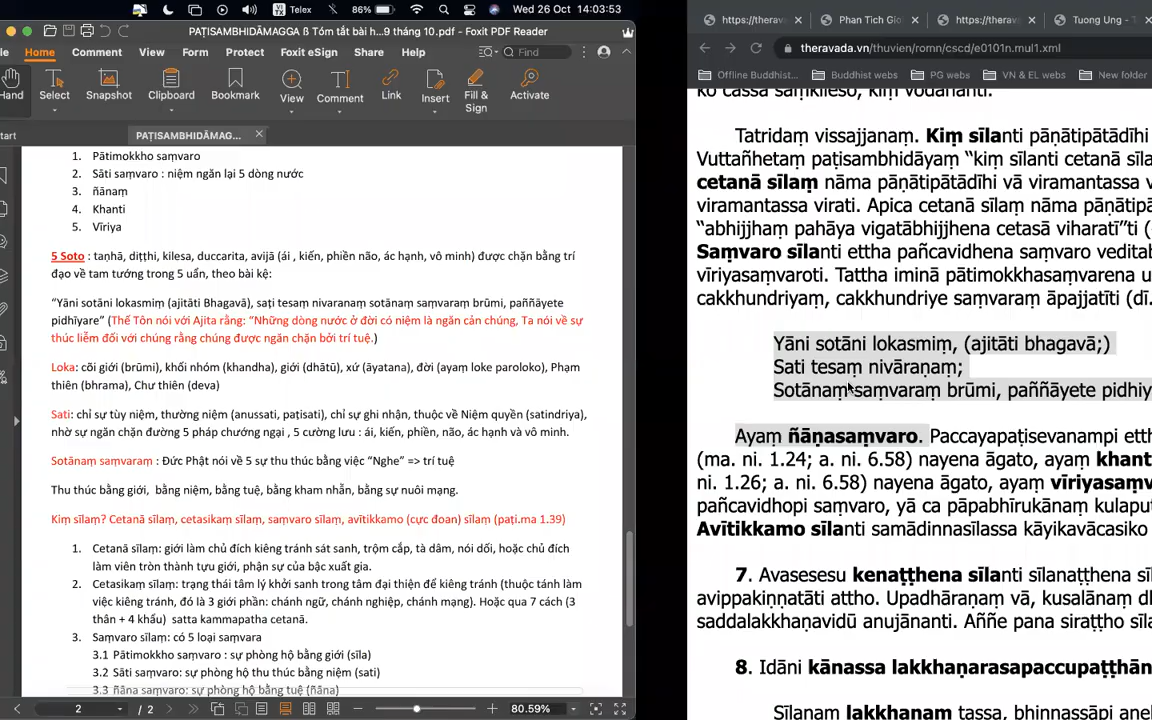 Telex 86% Wed 26 Oct 14:03:53
PAṬISAMBHIDĀMAGGA ß Tóm tắt bài h...9 tháng 10.pdf - Foxit PDF Reader
le Home Comment View Form Protect Foxit eSign Share Help Find
Hand Select Snapshot Clipboard Bookmark View Comment Link Insert Fill & Sign Activate
tart PAṬISAMBHIDĀMAG...
1. Pātimokkho saṃvaro
2. Sāti saṃvaro : niệm ngăn lại 5 dòng nước
3. ñānaṃ
4. Khanti
5. Vīriya
5 Soto : taṇhā, diṭṭhi, kilesa, duccarita, avijā (ái , kiến, phiền não, ác hạnh, vô minh) được chặn bằng trí
đạo về tam tướng trong 5 uẩn, theo bài kệ:
“Yāni sotāni lokasmiṃ (ajitāti Bhagavā), saṭi tesaṃ nivaranaṃ sotānaṃ saṃvaraṃ brūmi, paññāyete
pidhīyare” (Thế Tôn nói với Ajita rằng: “Những dòng nước ở đời có niệm là ngăn cản chúng, Ta nói về sự
thúc liễm đối với chúng rằng chúng được ngăn chặn bởi trí tuệ.)
Loka: cõi giới (brūmi), khối nhóm (khandha), giới (dhātū), xứ (āyatana), đời (ayaṃ loke paroloko), Phạm
thiên (bhrama), Chư thiên (deva)
Sati: chỉ sự tùy niệm, thường niệm (anussati, paṭisati), chỉ sự ghi nhận, thuộc về Niệm quyền (satindriya),
nhờ sự ngăn chặn đường 5 pháp chướng ngại , 5 cường lưu : ái, kiến, phiền, não, ác hạnh và vô minh.
Sotānaṃ saṃvaraṃ : Đức Phật nói về 5 sự thu thúc bằng việc “Nghe” => trí tuệ
Thu thúc bằng giới, bằng niệm, bằng tuệ, bằng kham nhẫn, bằng sự nuôi mạng.
Kiṃ sīlaṃ? Cetanā sīlaṃ, cetasikaṃ sīlaṃ, saṃvaro sīlaṃ, avītikkamo (cực đoan) sīlaṃ (paṭi.ma 1.39)
1. Cetanā sīlaṃ: giới làm chủ đích kiêng tránh sát sanh, trộm cắp, tà dâm, nói dối, hoặc chủ đích
làm viên tròn thành tựu giới, phận sự của bậc xuất gia.
2. Cetasikaṃ sīlaṃ: trạng thái tâm lý khởi sanh trong tâm đại thiện để kiêng tránh (thuộc tánh làm
việc kiêng tránh, đó là 3 giới phần: chánh ngữ, chánh nghiệp, chánh mạng). Hoặc qua 7 cách (3
thân + 4 khẩu) satta kammapatha cetanā.
3. Saṃvaro sīlaṃ: có 5 loại saṃvara
3.1 Pātimokkho saṃvaro : sự phòng hộ bằng giới (sīla)
3.2 Sāti saṃvaro: sự phòng hộ thu thúc bằng niệm (sati)
3.3 ñāna saṃvaro: sự phòng hộ bằng tuệ (ñāna)
2 / 2 80.59%
https://therava Phan Tich Gio https://therava Tuong Ung - T
theravada.vn/thuvien/romn/cscd/e0101n.mul1.xml
Offline Buddhist... Buddhist webs PG webs VN & EL webs New folder
ko cassa saṃkileso, kiṃ vodānanti.
Tatridaṃ vissajjanaṃ. Kiṃ sīlanti pāṇātipātādīhi
Vuttañhetaṃ paṭisambhidāyaṃ “kiṃ sīlanti cetanā sīla
cetanā sīlaṃ nāma pāṇātipātādīhi vā viramantassa v
viramantassa virati. Apica cetanā sīlaṃ nāma pāṇātipā
“abhijjhaṃ pahāya vigatābhijjhena cetasā viharatī”ti (
Saṃvaro sīlanti ettha pañcavidhena saṃvaro veditab
vīriyasaṃvaroti. Tattha iminā pātimokkhasaṃvarena u
cakkhundriyaṃ, cakkhundriye saṃvaraṃ āpajjatīti (dī.
Yāni sotāni lokasmiṃ, (ajitāti bhagavā;)
Sati tesaṃ nivāraṇaṃ;
Sotānaṃ saṃvaraṃ brūmi, paññāyete pidhiy
Ayaṃ ñāṇasaṃvaro. Paccayapaṭisevanampi etth
(ma. ni. 1.24; a. ni. 6.58) nayena āgato, ayaṃ khant
ni. 1.26; a. ni. 6.58) nayena āgato, ayaṃ vīriyasaṃv
pañcavidhopi saṃvaro, yā ca pāpabhīrukānaṃ kulaput
Avītikkamo sīlanti samādinnasīlassa kāyikavācasiko
7. Avasesesu kenaṭṭhena sīlanti sīlanaṭṭhena sī
avippakiṇṇatāti attho. Upadhāraṇaṃ vā, kusalānaṃ dh
saddalakkhaṇavidū anujānanti. Aññe pana siraṭṭho sīla
8. Idāni kānassa lakkhaṇarasapaccupaṭṭhān
Sīlanaṃ lakkhaṇaṃ tassa, bhinnassāpi ane